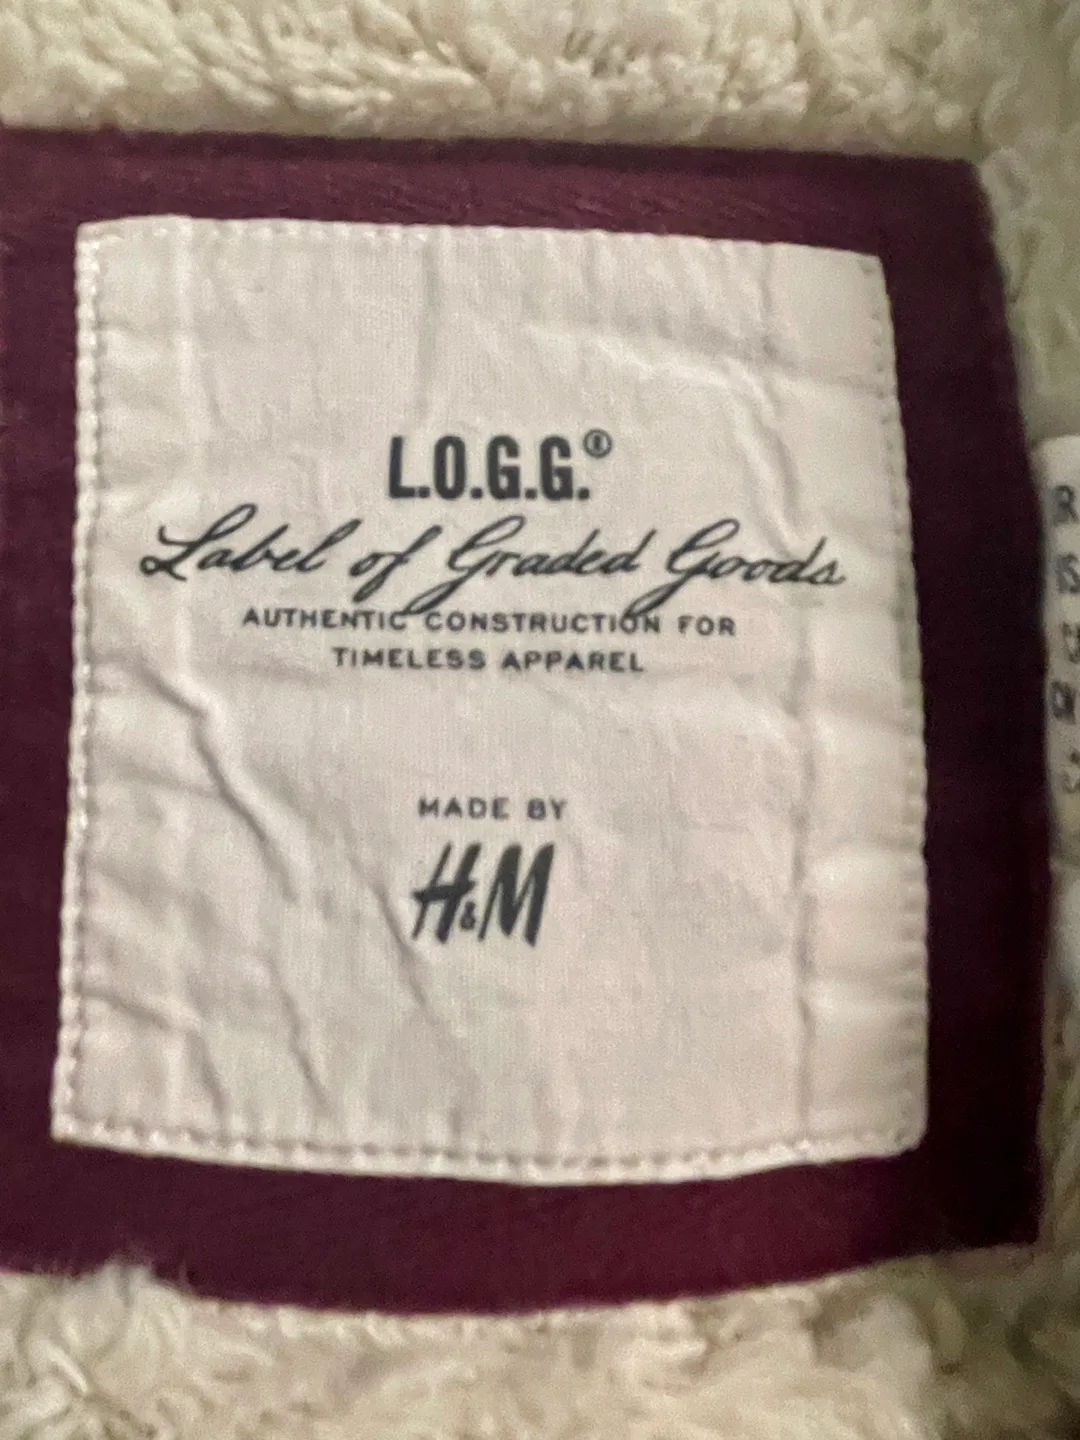 L.O.G.G.®
Label of Graded Goods
AUTHENTIC CONSTRUCTION FOR
TIMELESS APPAREL
MADE BY
H&M